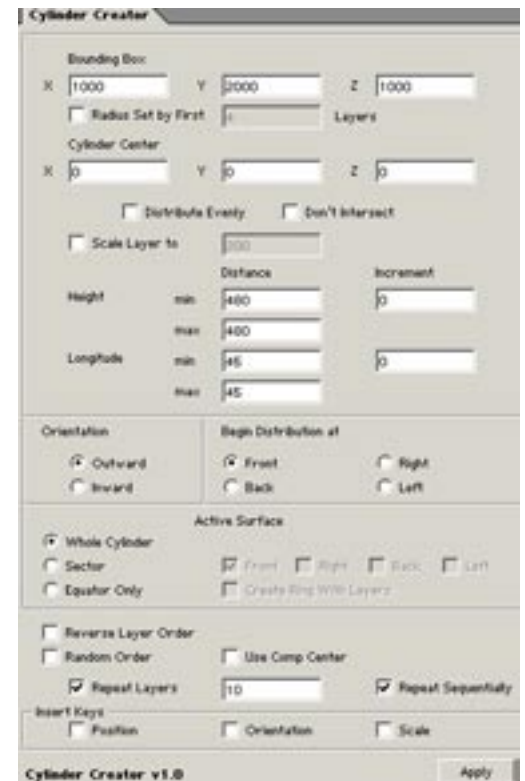 Cylinder Creator
Bounding Box
X 1000 Y 2000 Z 1000
Radius Set by First 4 Layers
Cylinder Center
X 0 Y 0 Z 0
Distribute Evenly Don't Intersect
Scale Layer to 200
Distance Increment
Height min 480 0
max 480
Longitude min 45 0
max 45
Orientation Begin Distribution at
Outward Front Right
Inward Back Left
Active Surface
Whole Cylinder
Sector Front Right Back Left
Equator Only Create Ring With Layers
Reverse Layer Order
Random Order Use Comp Center
Repeat Layers 10 Repeat Sequentially
Insert Keys
Position Orientation Scale
Cylinder Creator v1.0 Apply